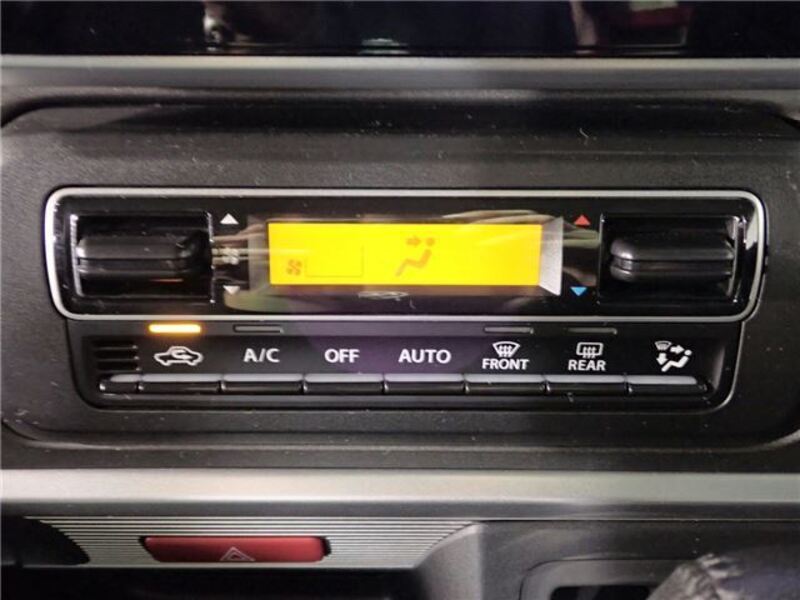 A/C OFF AUTO FRONT REAR